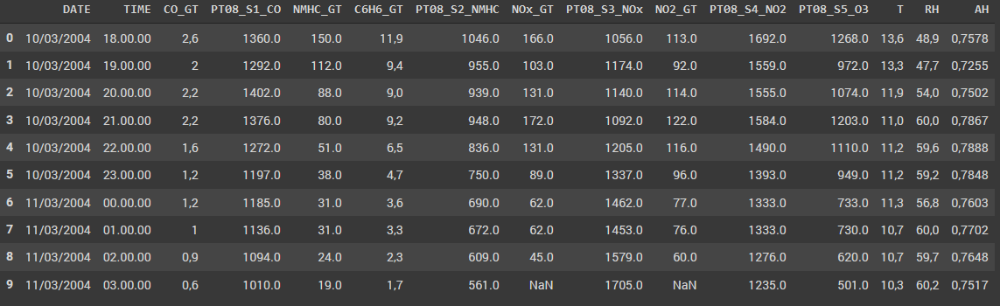 DATE TIME CO_GT PT08_S1_CO NMHC_GT C6H6_GT PT08_S2_NMHC NOx_GT PT08_S3_NOx NO2_GT PT08_S4_NO2 PT08_S5_O3 T RH AH
0 10/03/2004 18.00.00 2,6 1360.0 150.0 11,9 1046.0 166.0 1056.0 113.0 1692.0 1268.0 13,6 48,9 0,7578
1 10/03/2004 19.00.00 2 1292.0 112.0 9,4 955.0 103.0 1174.0 92.0 1559.0 972.0 13,3 47,7 0,7255
2 10/03/2004 20.00.00 2,2 1402.0 88.0 9,0 939.0 131.0 1140.0 114.0 1555.0 1074.0 11,9 54,0 0,7502
3 10/03/2004 21.00.00 2,2 1376.0 80.0 9,2 948.0 172.0 1092.0 122.0 1584.0 1203.0 11,0 60,0 0,7867
4 10/03/2004 22.00.00 1,6 1272.0 51.0 6,5 836.0 131.0 1205.0 116.0 1490.0 1110.0 11,2 59,6 0,7888
5 10/03/2004 23.00.00 1,2 1197.0 38.0 4,7 750.0 89.0 1337.0 96.0 1393.0 949.0 11,2 59,2 0,7848
6 11/03/2004 00.00.00 1,2 1185.0 31.0 3,6 690.0 62.0 1462.0 77.0 1333.0 733.0 11,3 56,8 0,7603
7 11/03/2004 01.00.00 1 1136.0 31.0 3,3 672.0 62.0 1453.0 76.0 1333.0 730.0 10,7 60,0 0,7702
8 11/03/2004 02.00.00 0,9 1094.0 24.0 2,3 609.0 45.0 1579.0 60.0 1276.0 620.0 10,7 59,7 0,7648
9 11/03/2004 03.00.00 0,6 1010.0 19.0 1,7 561.0 NaN 1705.0 NaN 1235.0 501.0 10,3 60,2 0,7517